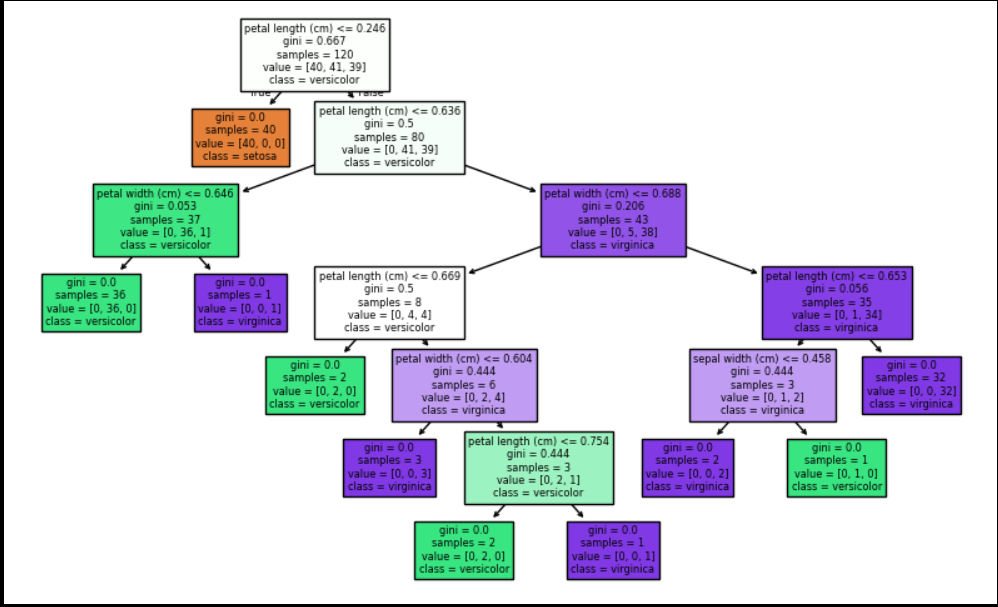 petal length (cm) <= 0.246
gini = 0.667
samples = 120
value = [40, 41, 39]
class = versicolor
True
False
gini = 0.0
samples = 40
value = [40, 0, 0]
class = setosa
petal length (cm) <= 0.636
gini = 0.5
samples = 80
value = [0, 41, 39]
class = versicolor
petal width (cm) <= 0.646
gini = 0.053
samples = 37
value = [0, 36, 1]
class = versicolor
petal width (cm) <= 0.688
gini = 0.206
samples = 43
value = [0, 5, 38]
class = virginica
gini = 0.0
samples = 36
value = [0, 36, 0]
class = versicolor
gini = 0.0
samples = 1
value = [0, 0, 1]
class = virginica
petal length (cm) <= 0.669
gini = 0.5
samples = 8
value = [0, 4, 4]
class = versicolor
petal length (cm) <= 0.653
gini = 0.056
samples = 35
value = [0, 1, 34]
class = virginica
gini = 0.0
samples = 2
value = [0, 2, 0]
class = versicolor
petal width (cm) <= 0.604
gini = 0.444
samples = 6
value = [0, 2, 4]
class = virginica
sepal width (cm) <= 0.458
gini = 0.444
samples = 3
value = [0, 1, 2]
class = virginica
gini = 0.0
samples = 32
value = [0, 0, 32]
class = virginica
gini = 0.0
samples = 3
value = [0, 0, 3]
class = virginica
petal length (cm) <= 0.754
gini = 0.444
samples = 3
value = [0, 2, 1]
class = versicolor
gini = 0.0
samples = 2
value = [0, 0, 2]
class = virginica
gini = 0.0
samples = 1
value = [0, 1, 0]
class = versicolor
gini = 0.0
samples = 2
value = [0, 2, 0]
class = versicolor
gini = 0.0
samples = 1
value = [0, 0, 1]
class = virginica